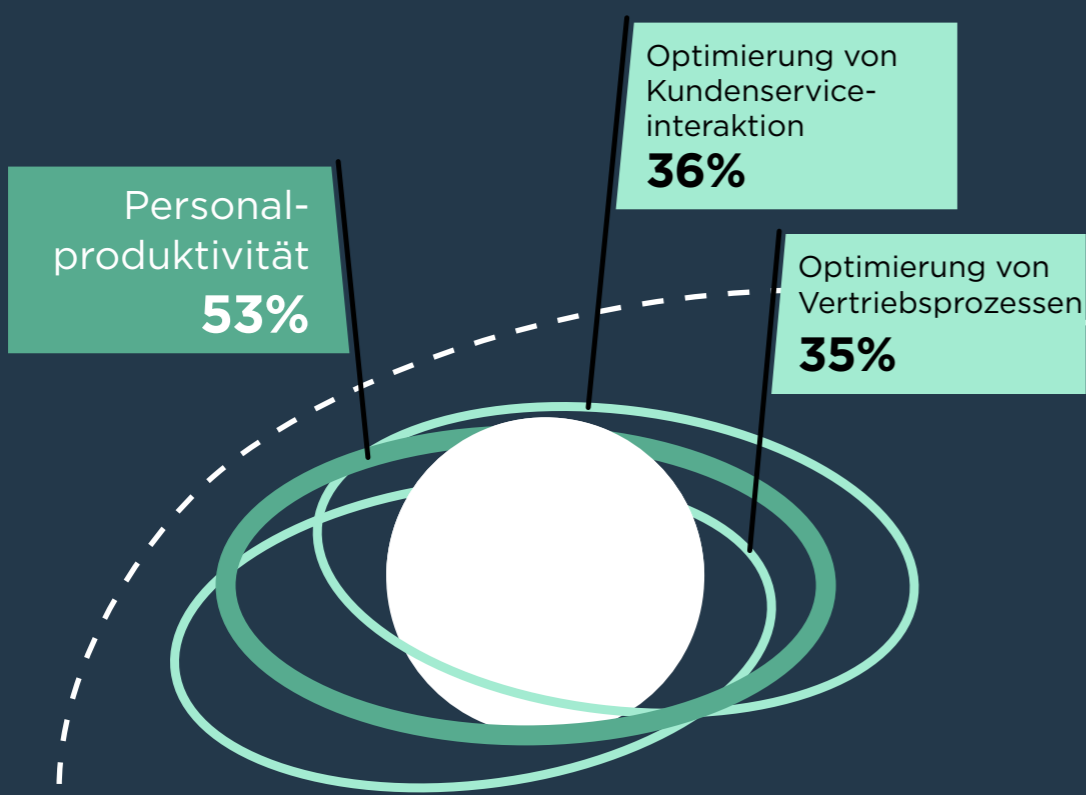 Personal-
produktivität
53%
Optimierung von
Kundenservice-
interaktion
36%
Optimierung von
Vertriebsprozessen
35%